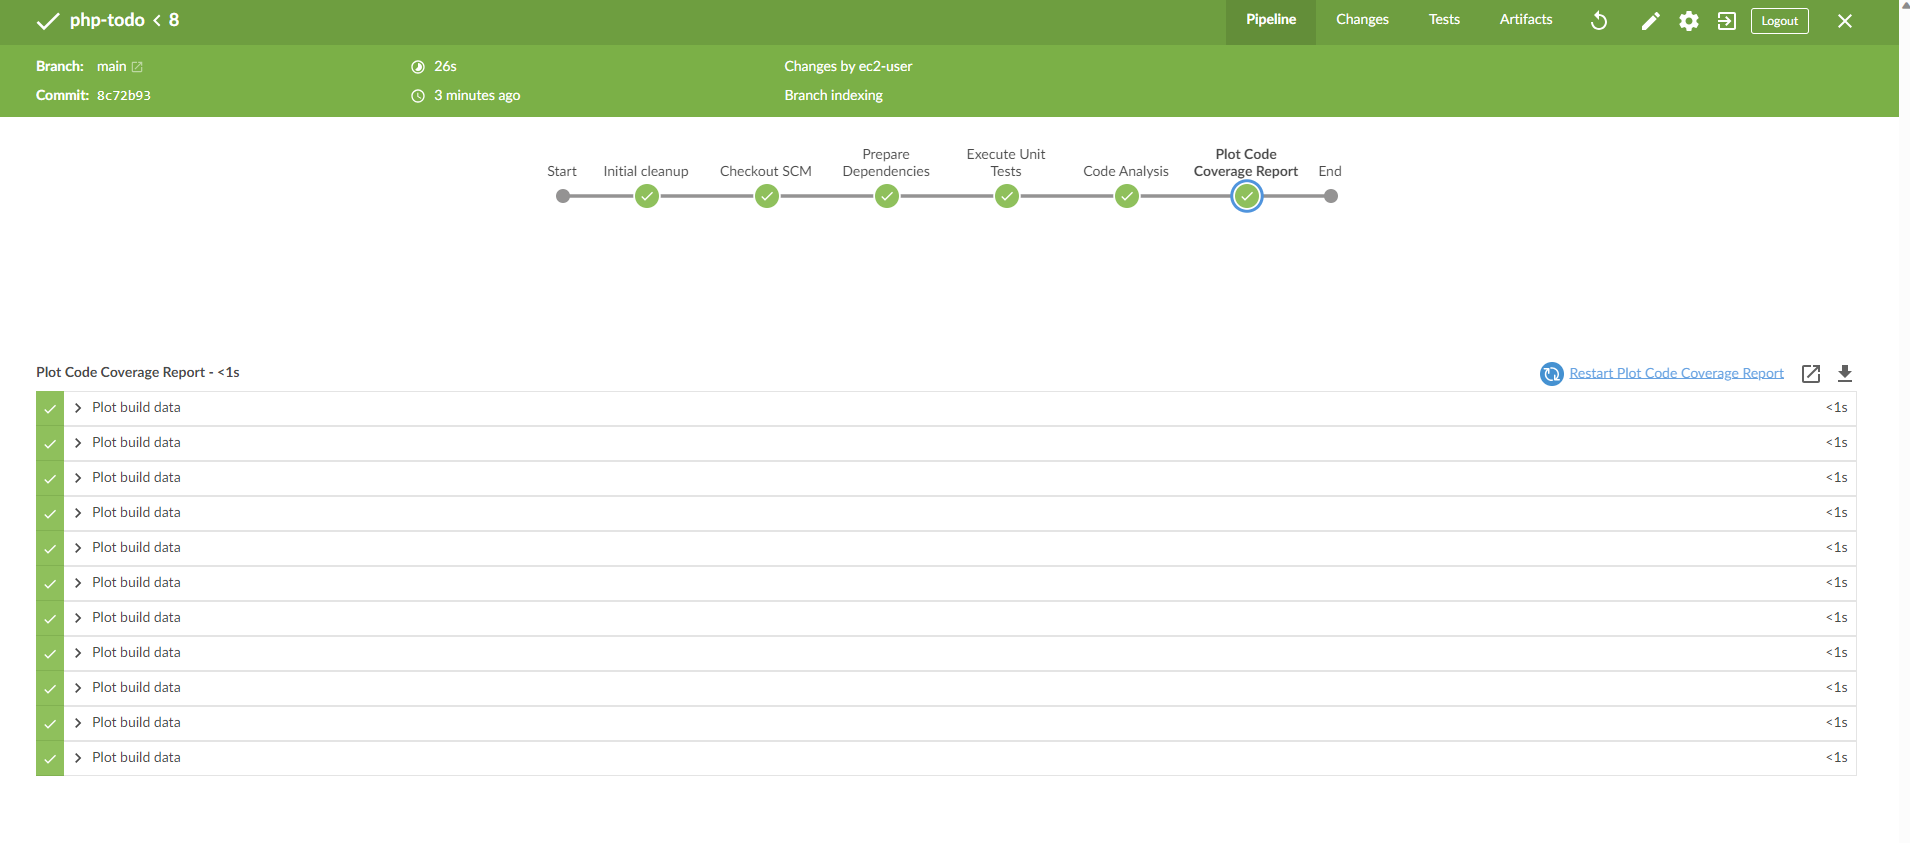 php-todo < 8
Pipeline
Changes
Tests
Artifacts
Logout
Branch: main
26s
Changes by ec2-user
Commit: 8c72b93
3 minutes ago
Branch indexing
Start
Initial cleanup
Checkout SCM
Prepare
Dependencies
Execute Unit
Tests
Code Analysis
Plot Code
Coverage Report
End
Plot Code Coverage Report - <1s
Restart Plot Code Coverage Report
Plot build data <1s
Plot build data <1s
Plot build data <1s
Plot build data <1s
Plot build data <1s
Plot build data <1s
Plot build data <1s
Plot build data <1s
Plot build data <1s
Plot build data <1s
Plot build data <1s